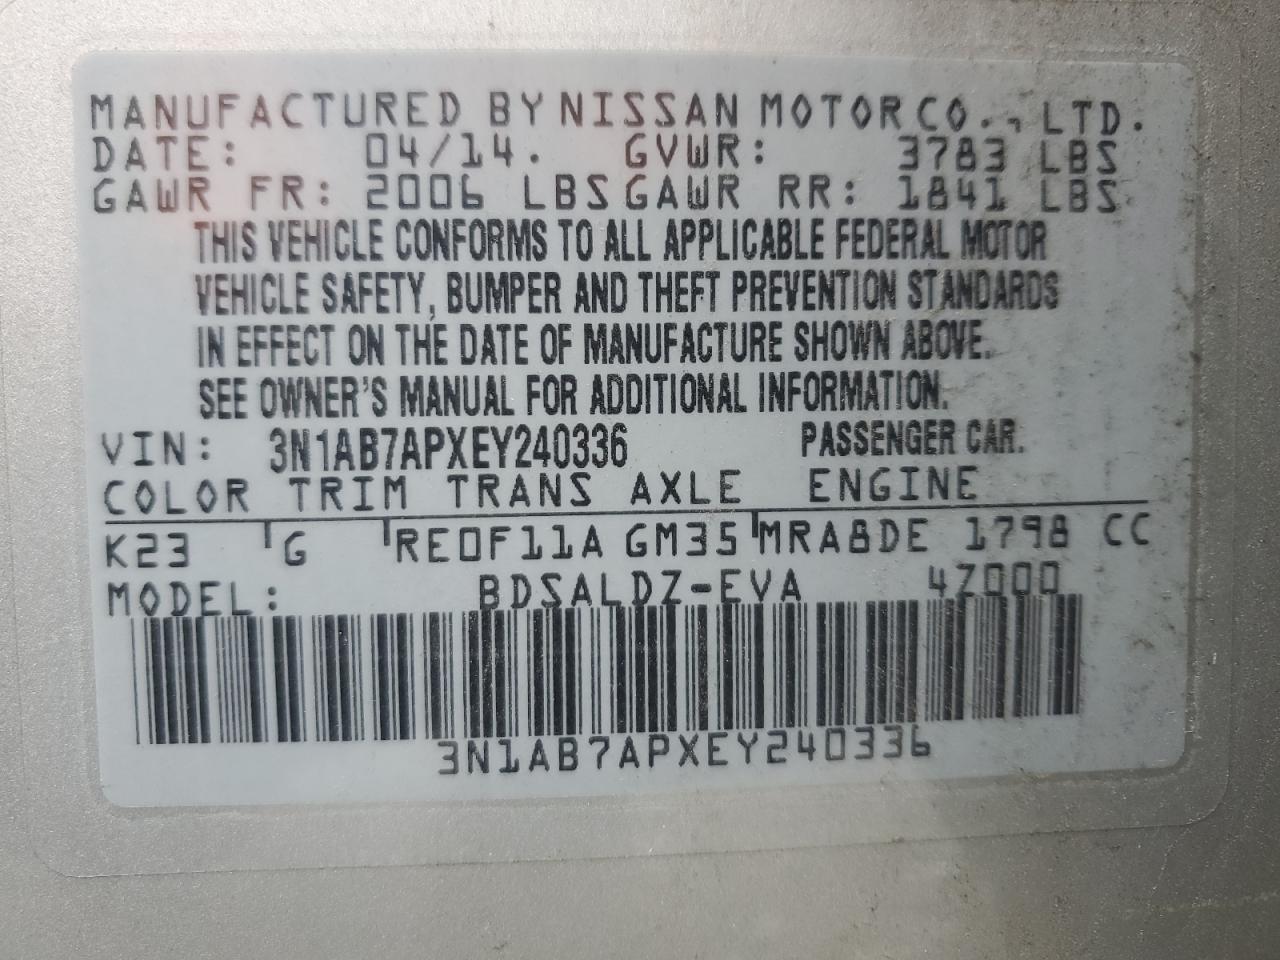 MANUFACTURED BY NISSAN MOTOR CO., LTD.
DATE: 04/14. GVWR: 3783 LBS
GAWR FR: 2006 LBS GAWR RR: 1841 LBS
THIS VEHICLE CONFORMS TO ALL APPLICABLE FEDERAL MOTOR
VEHICLE SAFETY, BUMPER AND THEFT PREVENTION STANDARDS
IN EFFECT ON THE DATE OF MANUFACTURE SHOWN ABOVE.
SEE OWNER'S MANUAL FOR ADDITIONAL INFORMATION.
VIN: 3N1AB7APXEY240336 PASSENGER CAR.
COLOR TRIM TRANS AXLE ENGINE
K23 G RE0F11A GM35 MRA8DE 1798 CC
MODEL: BDSALDZ-EVA 4Z000
3N1AB7APXEY240336